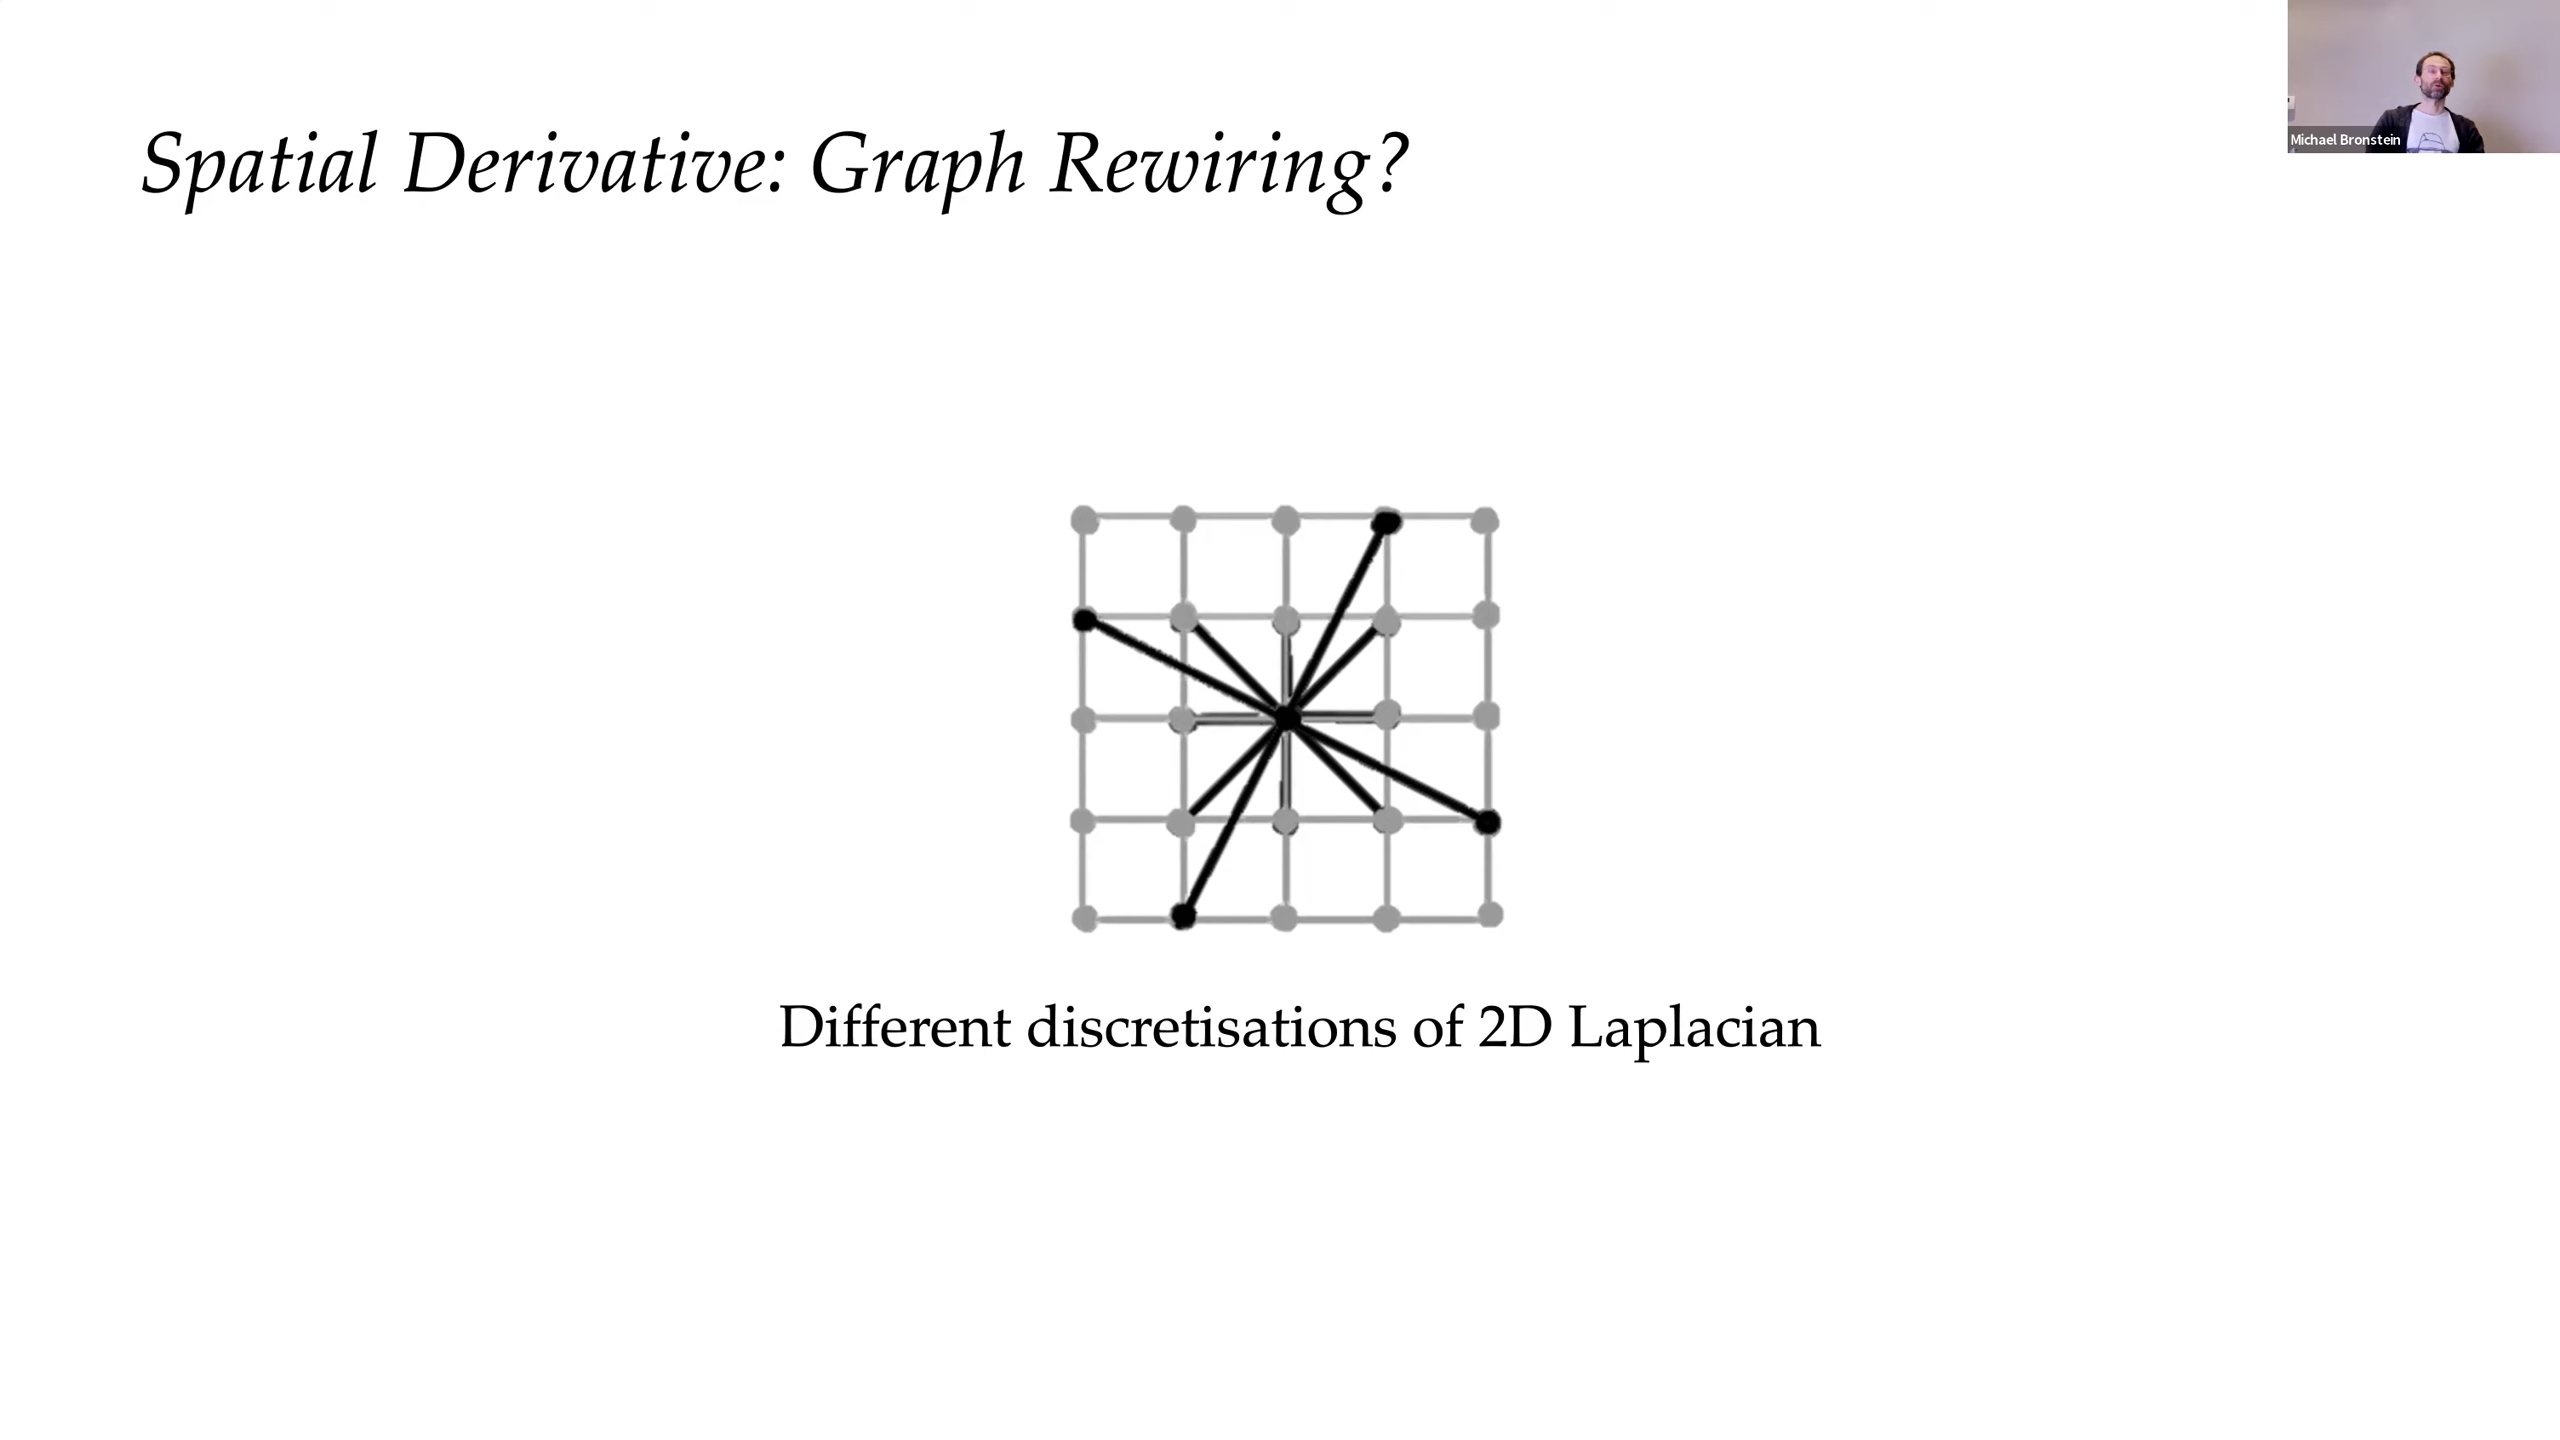 Spatial Derivative: Graph Rewiring?
Michael Bronstein
Different discretisations of 2D Laplacian